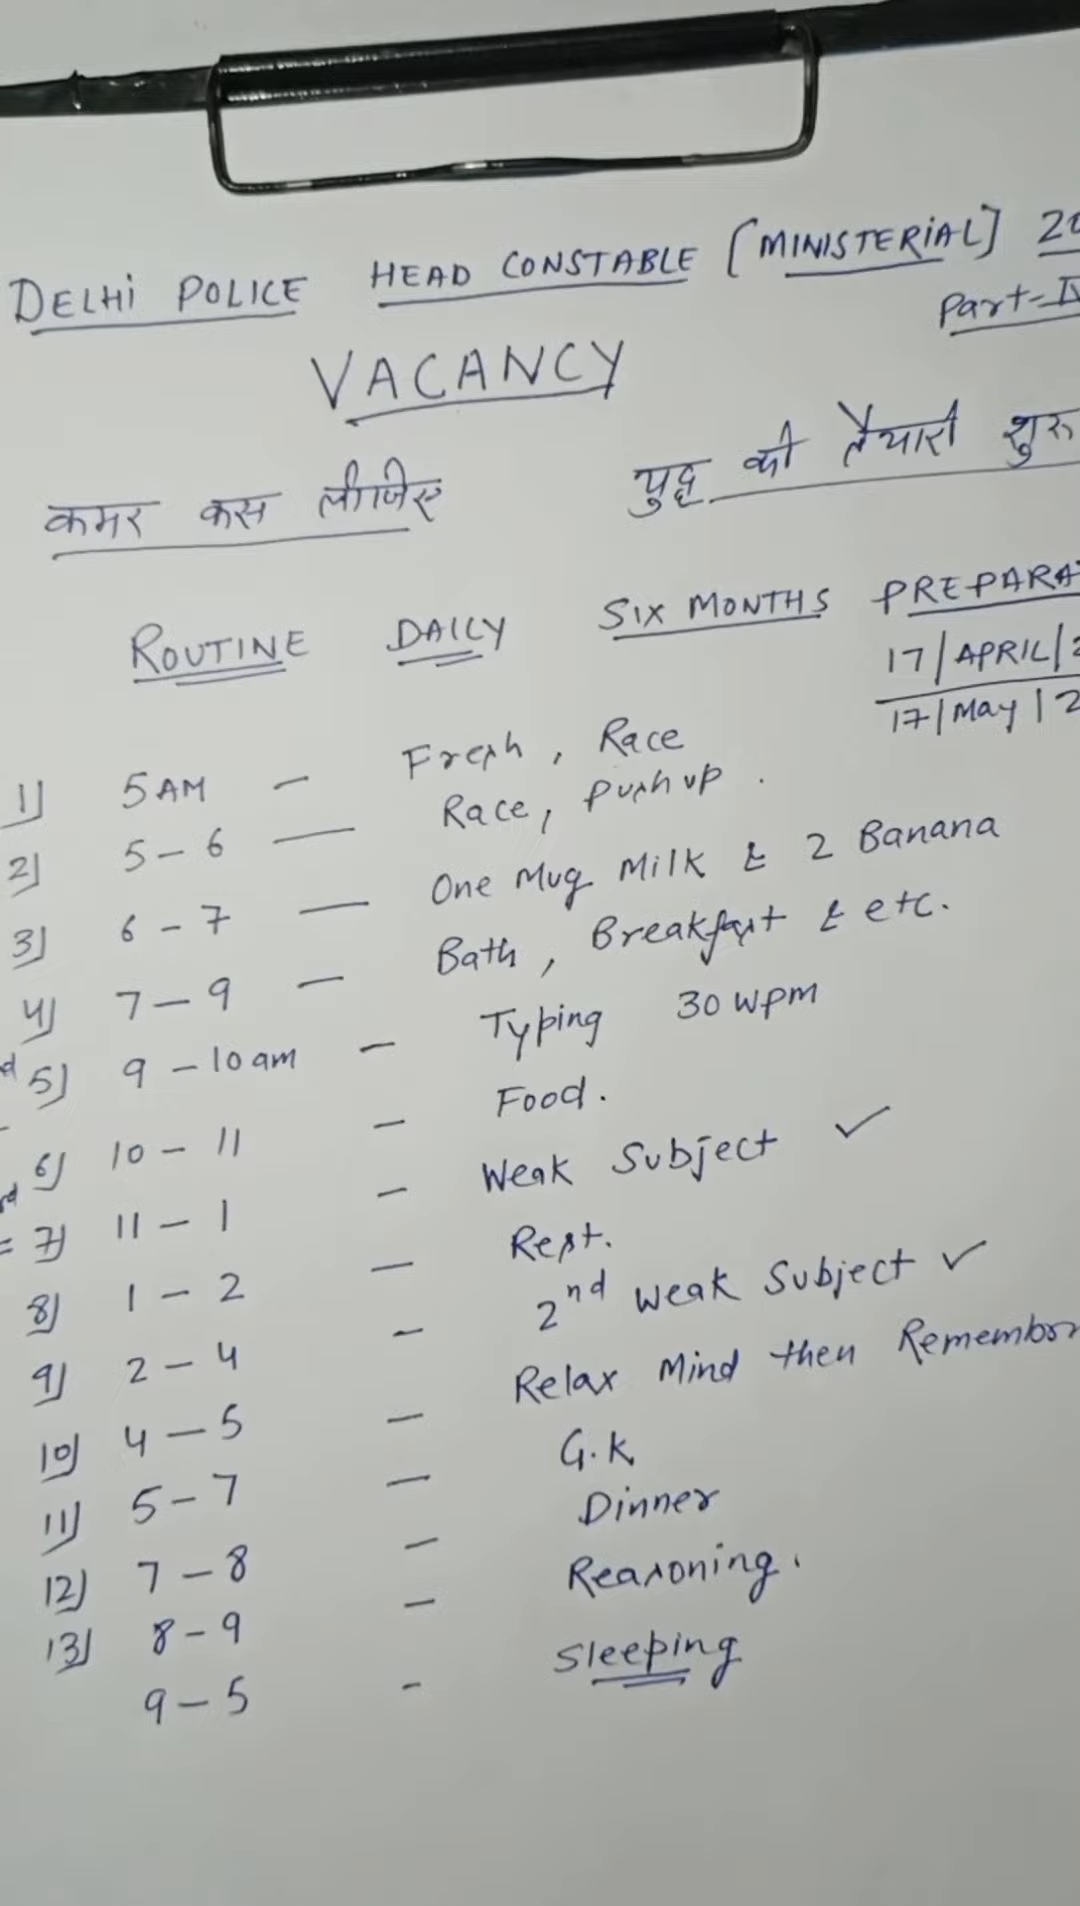 DELHi POLICE HEAD CONSTABLE [MINISTERIAL]
Part-IV
VACANCY
कमर कस लीजिए युद्ध की तैयारी शुरू
ROUTINE DAILY SIX MONTHS
17/APRIL/
17/May/2
1) 5AM - Fresh, Race
2) 5-6 - Race, Push up.
3) 6-7 - One Mug Milk & 2 Banana
4) 7-9 - Bath, Breakfast & etc.
5) 9-10am - Typing 30 wpm
6) 10-11 - Food.
7) 11-1 - Weak Subject ✓
8) 1-2 - Rest.
9) 2-4 - 2nd weak Subject ✓
10) 4-5 - Relax Mind then
11) 5-7 - G.K
12) 7-8 - Dinner
13) 8-9 - Reasoning.
9-5 - Sleeping